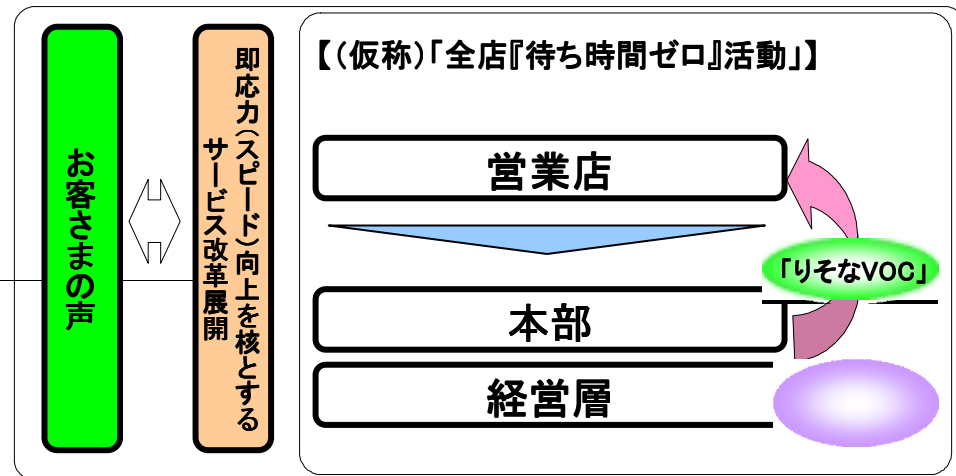 お客さまの声
即応力(スピード)向上を核とする
サービス改革展開
【(仮称)「全店『待ち時間ゼロ』活動」】
営業店
「りそなVOC」
本部
経営層